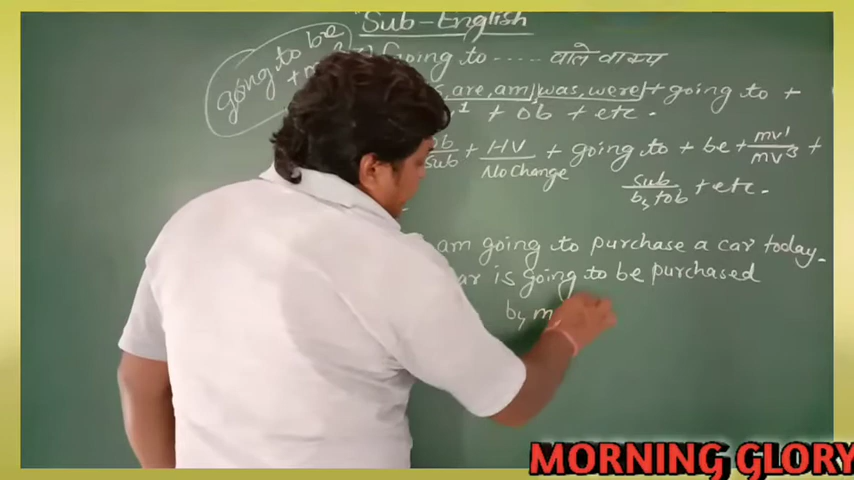 Sub-English
going to be
Going to ..... वाले वाक्य
,are,am/was,were + going to +
1 + Ob + etc.
Sub + HV + going to + be + mv1 +
No Change mv3
Sub
by + ob + etc.
am going to purchase a car today.
ar is going to be purchased
by m
MORNING GLORY